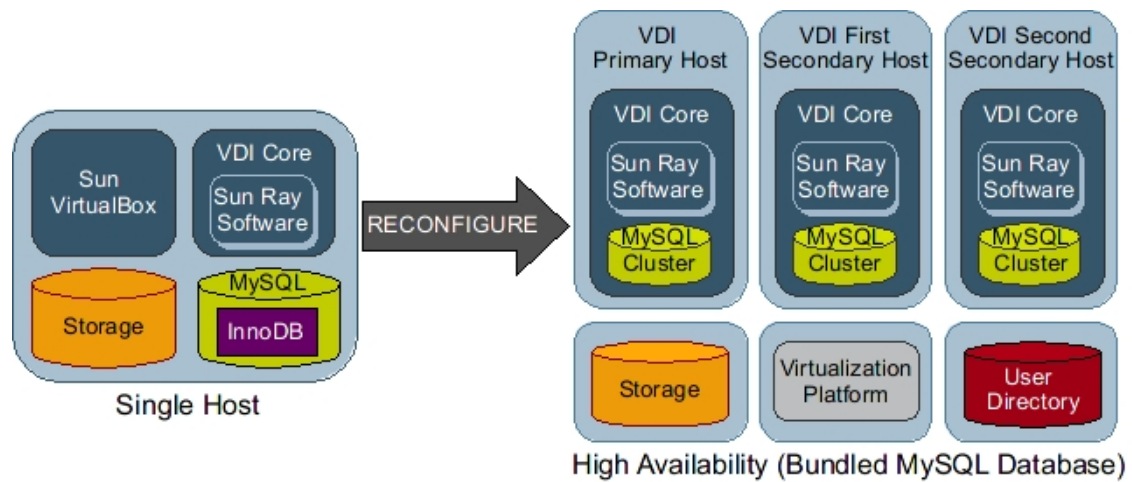 Sun
VirtualBox
VDI Core
Sun Ray
Software
Storage
MySQL
InnoDB
Single Host
RECONFIGURE
VDI
Primary Host
VDI Core
Sun Ray
Software
MySQL
Cluster
VDI First
Secondary Host
VDI Core
Sun Ray
Software
MySQL
Cluster
VDI Second
Secondary Host
VDI Core
Sun Ray
Software
MySQL
Cluster
Storage
Virtualization
Platform
User
Directory
High Availability (Bundled MySQL Database)